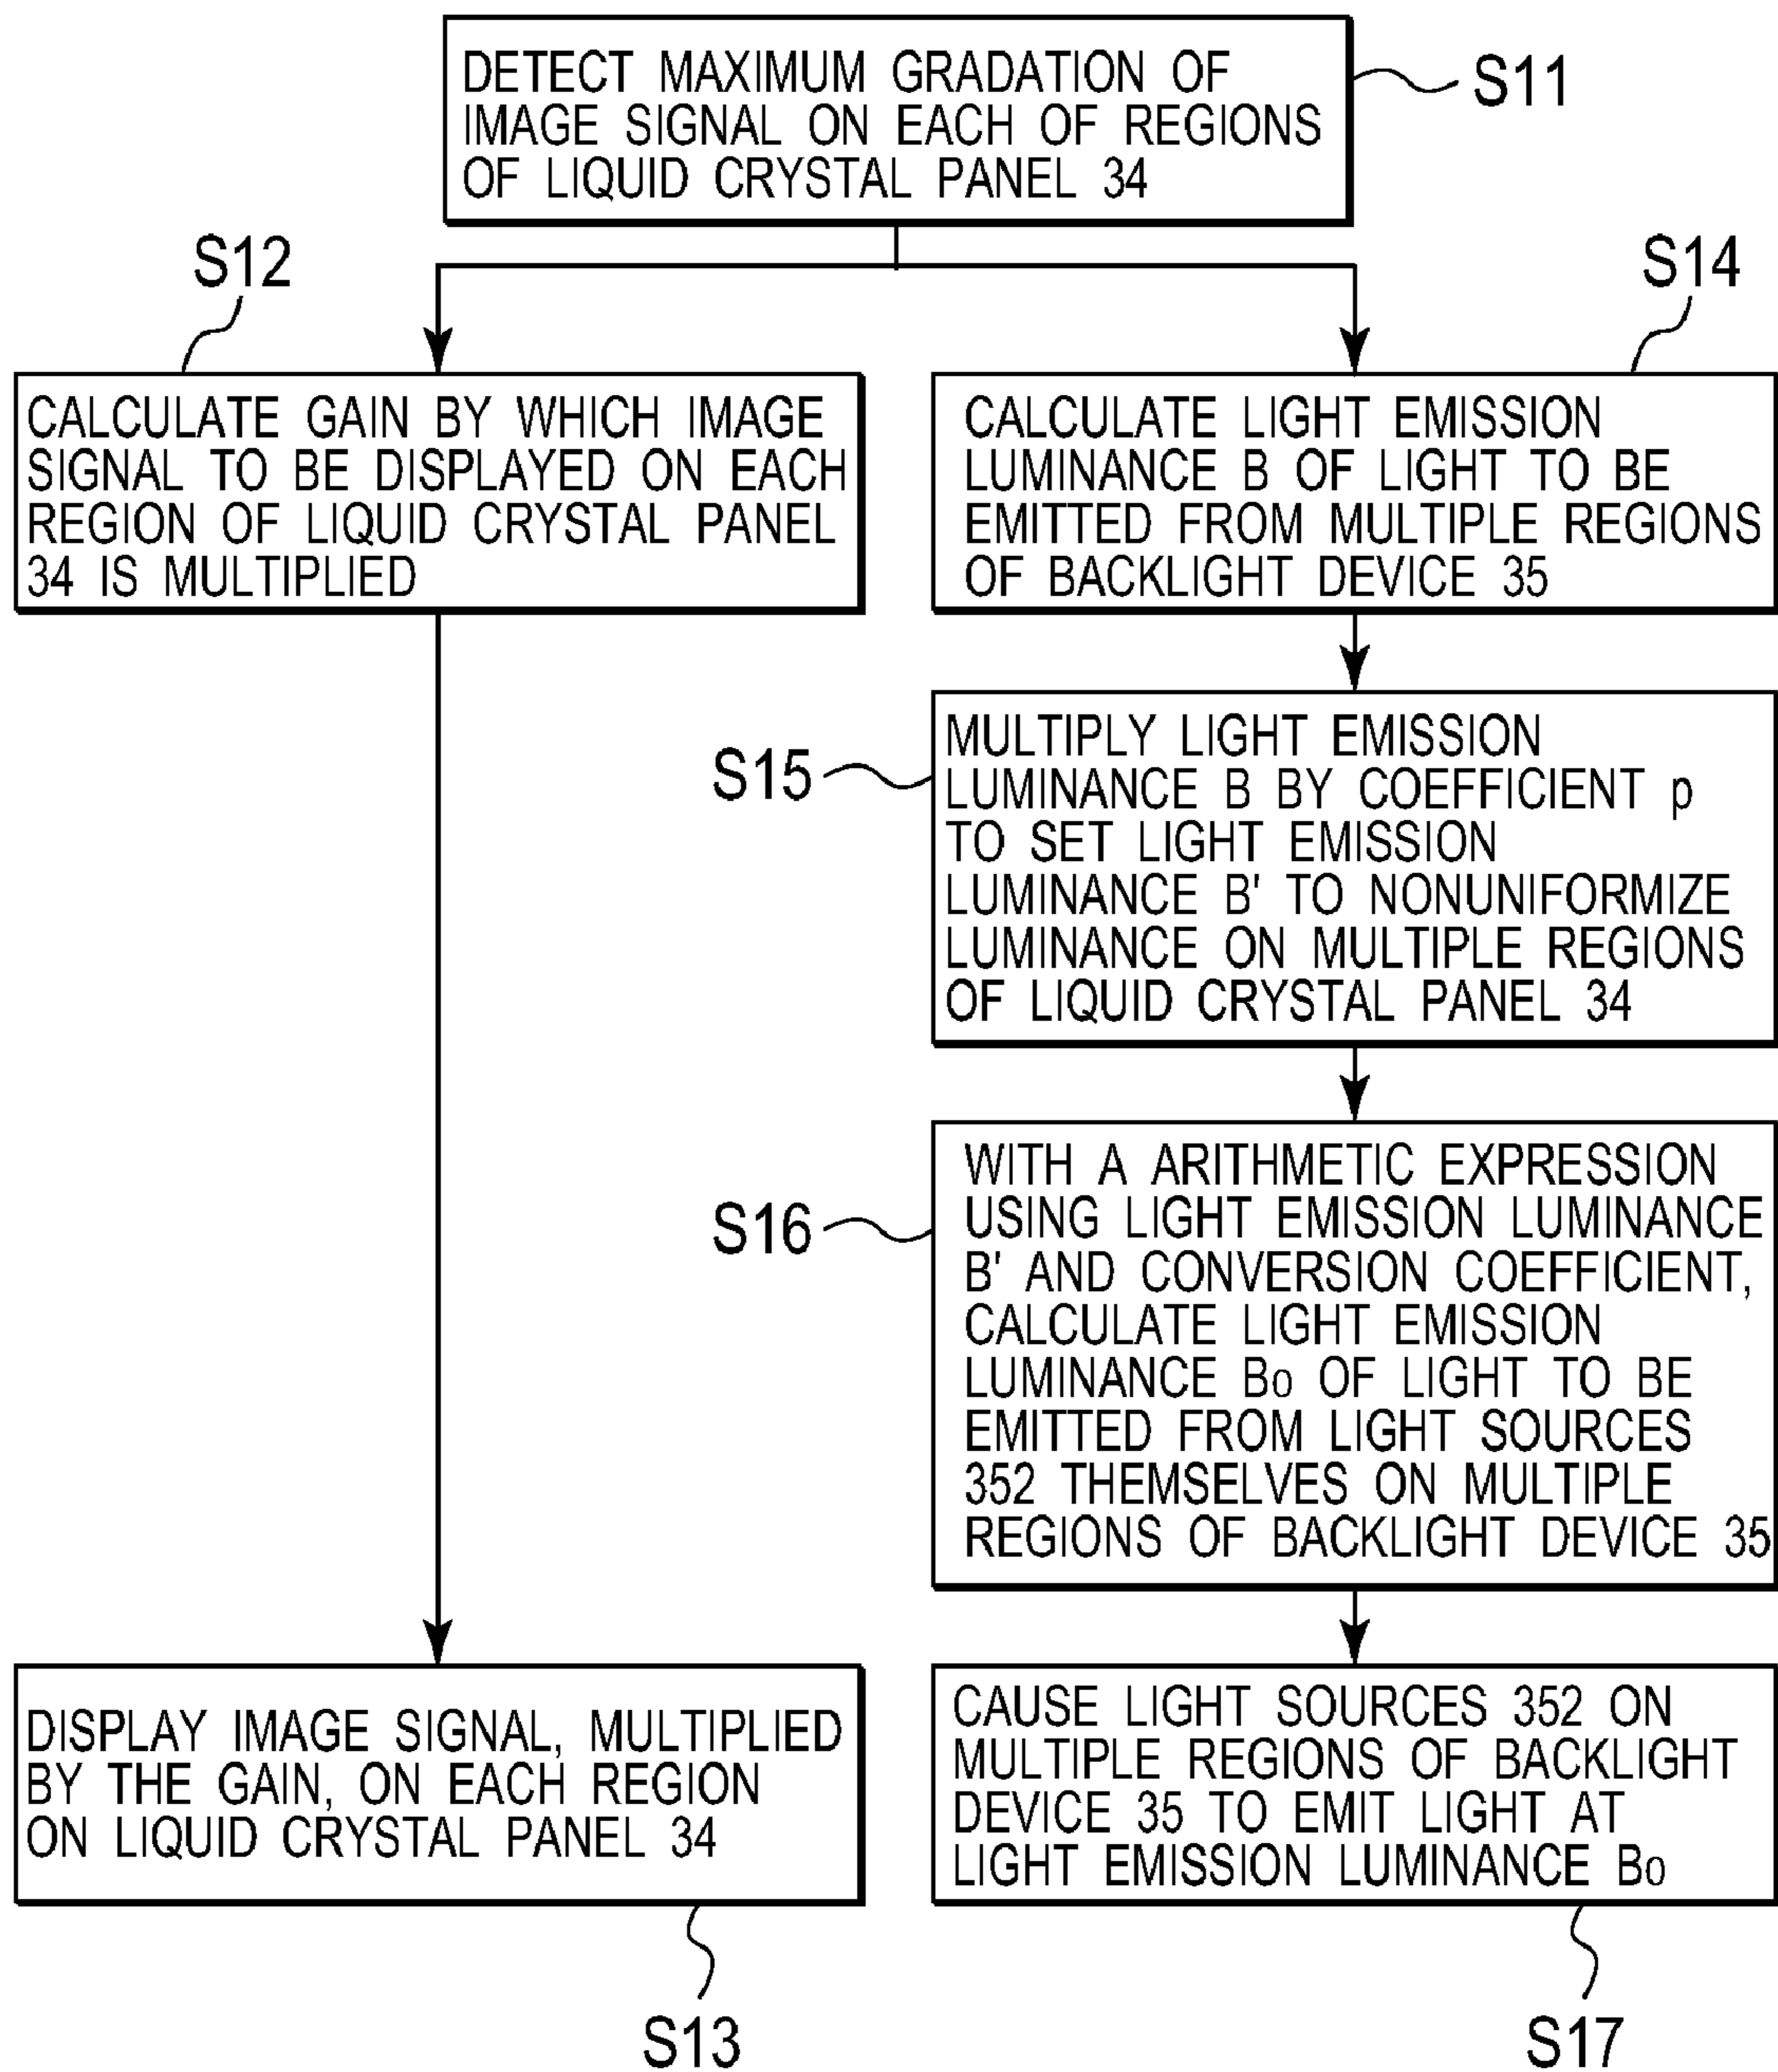 DETECT MAXIMUM GRADATION OF
IMAGE SIGNAL ON EACH OF REGIONS
OF LIQUID CRYSTAL PANEL 34
S11
S12
CALCULATE GAIN BY WHICH IMAGE
SIGNAL TO BE DISPLAYED ON EACH
REGION OF LIQUID CRYSTAL PANEL
34 IS MULTIPLIED
S14
CALCULATE LIGHT EMISSION
LUMINANCE B OF LIGHT TO BE
EMITTED FROM MULTIPLE REGIONS
OF BACKLIGHT DEVICE 35
S15
MULTIPLY LIGHT EMISSION
LUMINANCE B BY COEFFICIENT p
TO SET LIGHT EMISSION
LUMINANCE B' TO NONUNIFORMIZE
LUMINANCE ON MULTIPLE REGIONS
OF LIQUID CRYSTAL PANEL 34
S16
WITH A ARITHMETIC EXPRESSION
USING LIGHT EMISSION LUMINANCE
B' AND CONVERSION COEFFICIENT,
CALCULATE LIGHT EMISSION
LUMINANCE Bo OF LIGHT TO BE
EMITTED FROM LIGHT SOURCES
352 THEMSELVES ON MULTIPLE
REGIONS OF BACKLIGHT DEVICE 35
DISPLAY IMAGE SIGNAL, MULTIPLIED
BY THE GAIN, ON EACH REGION
ON LIQUID CRYSTAL PANEL 34
S13
CAUSE LIGHT SOURCES 352 ON
MULTIPLE REGIONS OF BACKLIGHT
DEVICE 35 TO EMIT LIGHT AT
LIGHT EMISSION LUMINANCE Bo
S17